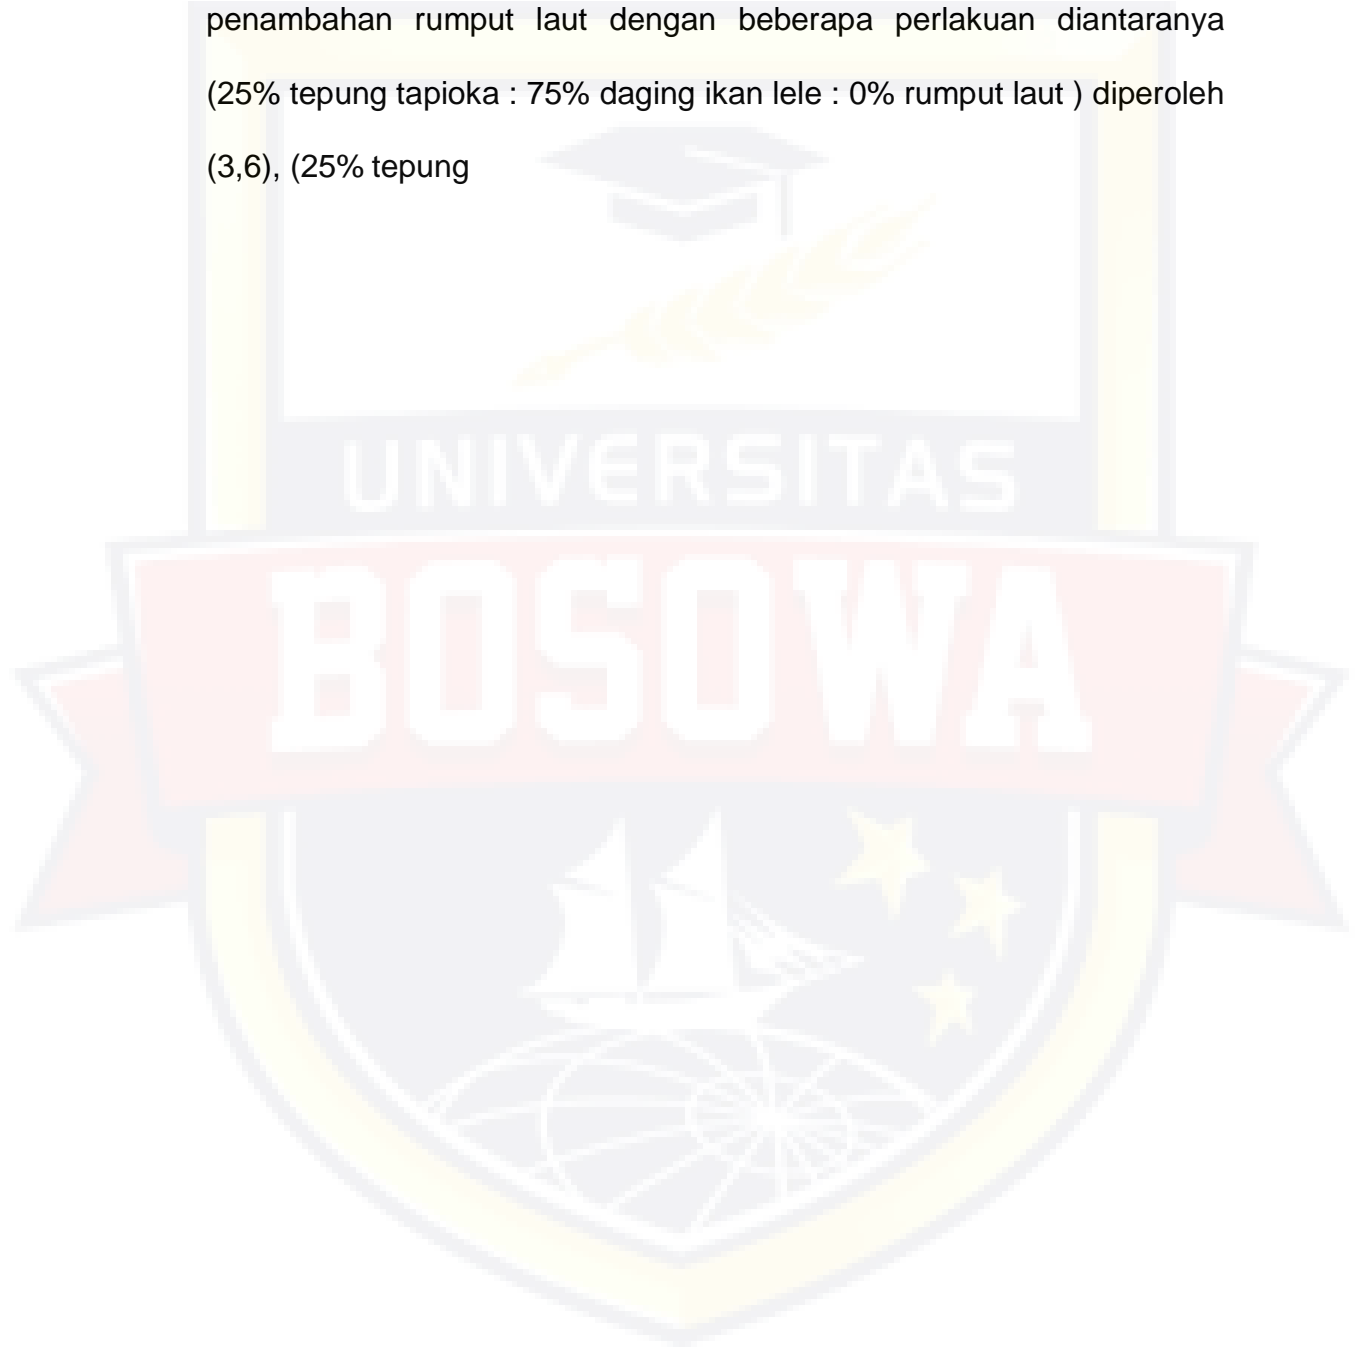 penambahan rumput laut dengan beberapa perlakuan diantaranya
(25% tepung tapioka : 75% daging ikan lele : 0% rumput laut ) diperoleh
(3,6), (25% tepung
UNIVERSITAS
BOSOWA